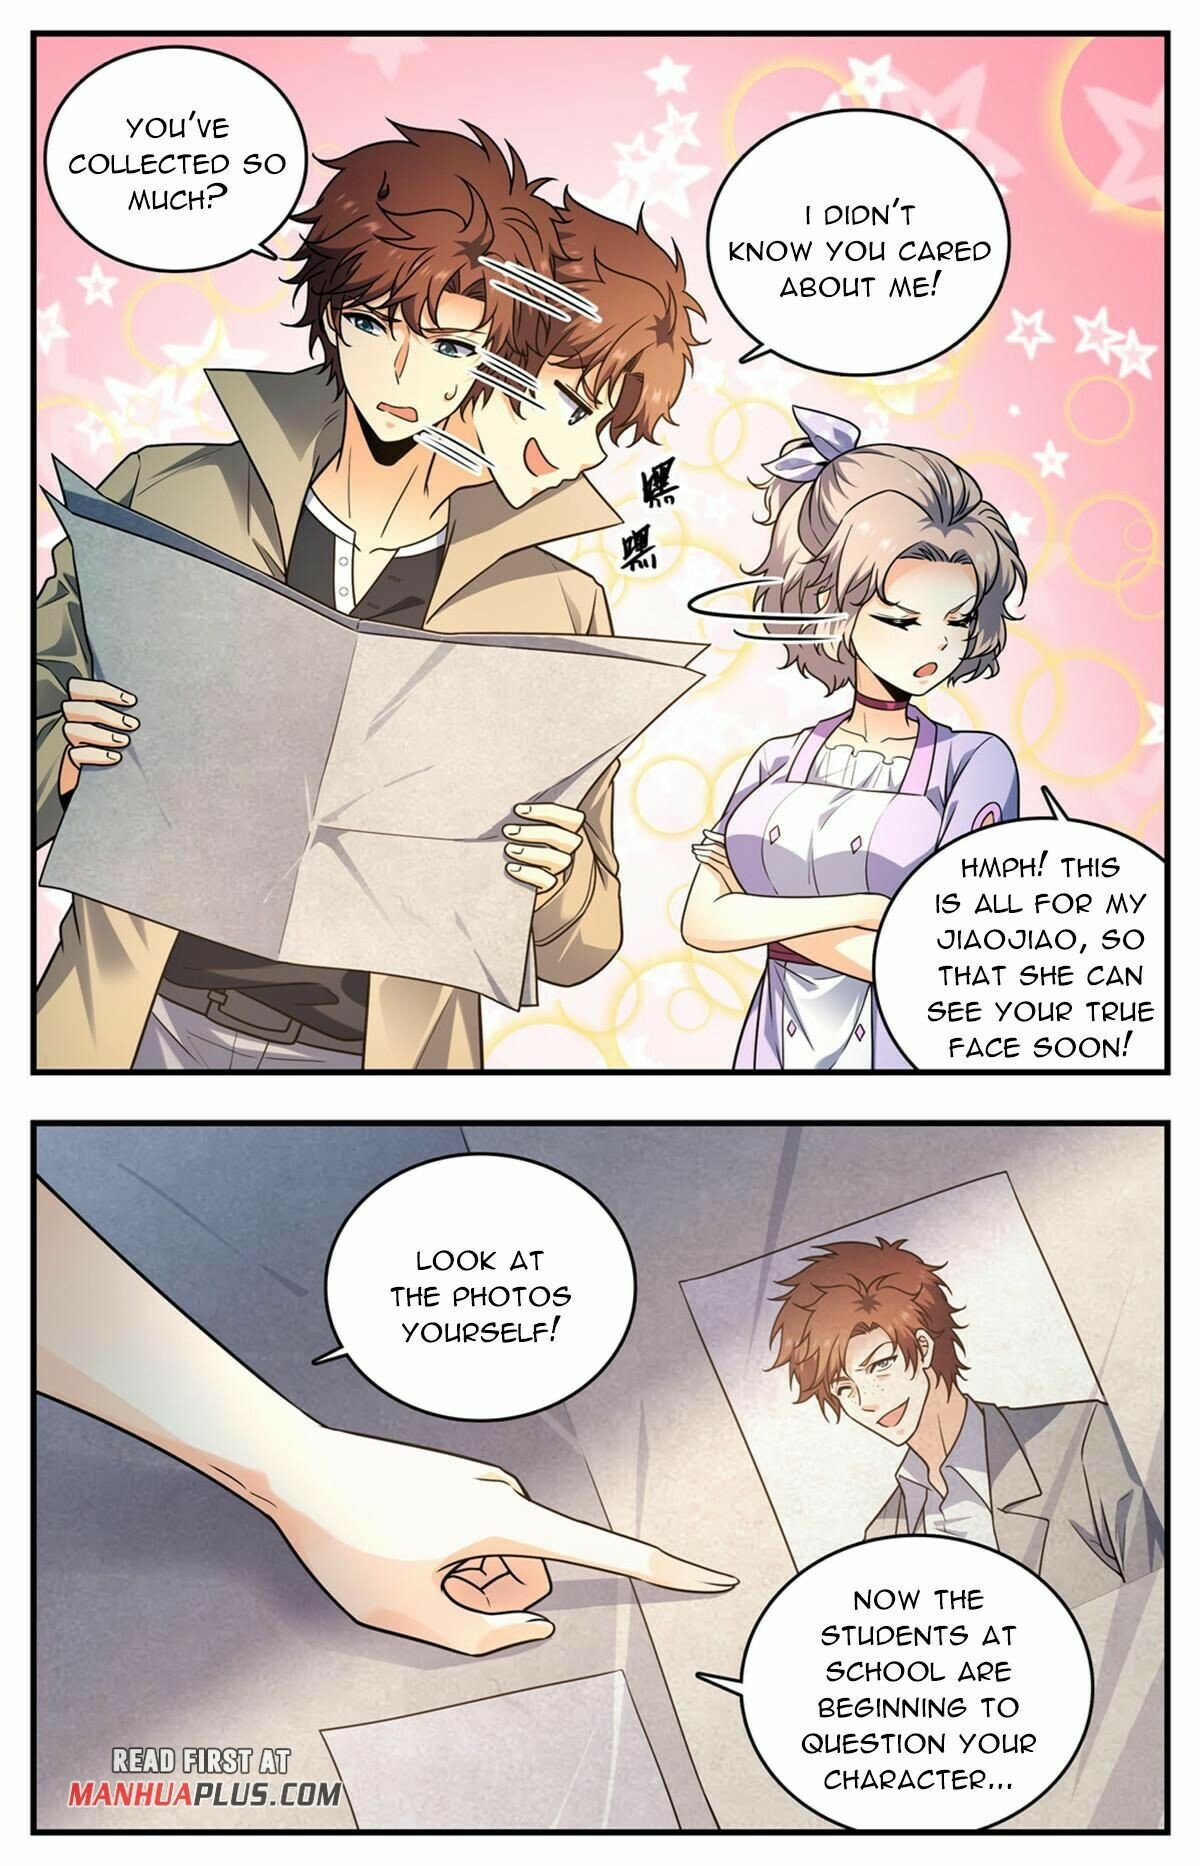 YOU'VE
COLLECTED SO
MUCH?
I DIDN'T
KNOW YOU CARED
ABOUT ME!
嘿
嘿
HMPH! THIS
IS ALL FOR MY
JIAOJIAO, SO
THAT SHE CAN
SEE YOUR TRUE
FACE SOON!
LOOK AT
THE PHOTOS
YOURSELF!
NOW THE
STUDENTS AT
SCHOOL ARE
BEGINNING TO
QUESTION YOUR
CHARACTER...
READ FIRST AT
MANHUAPLUS.COM